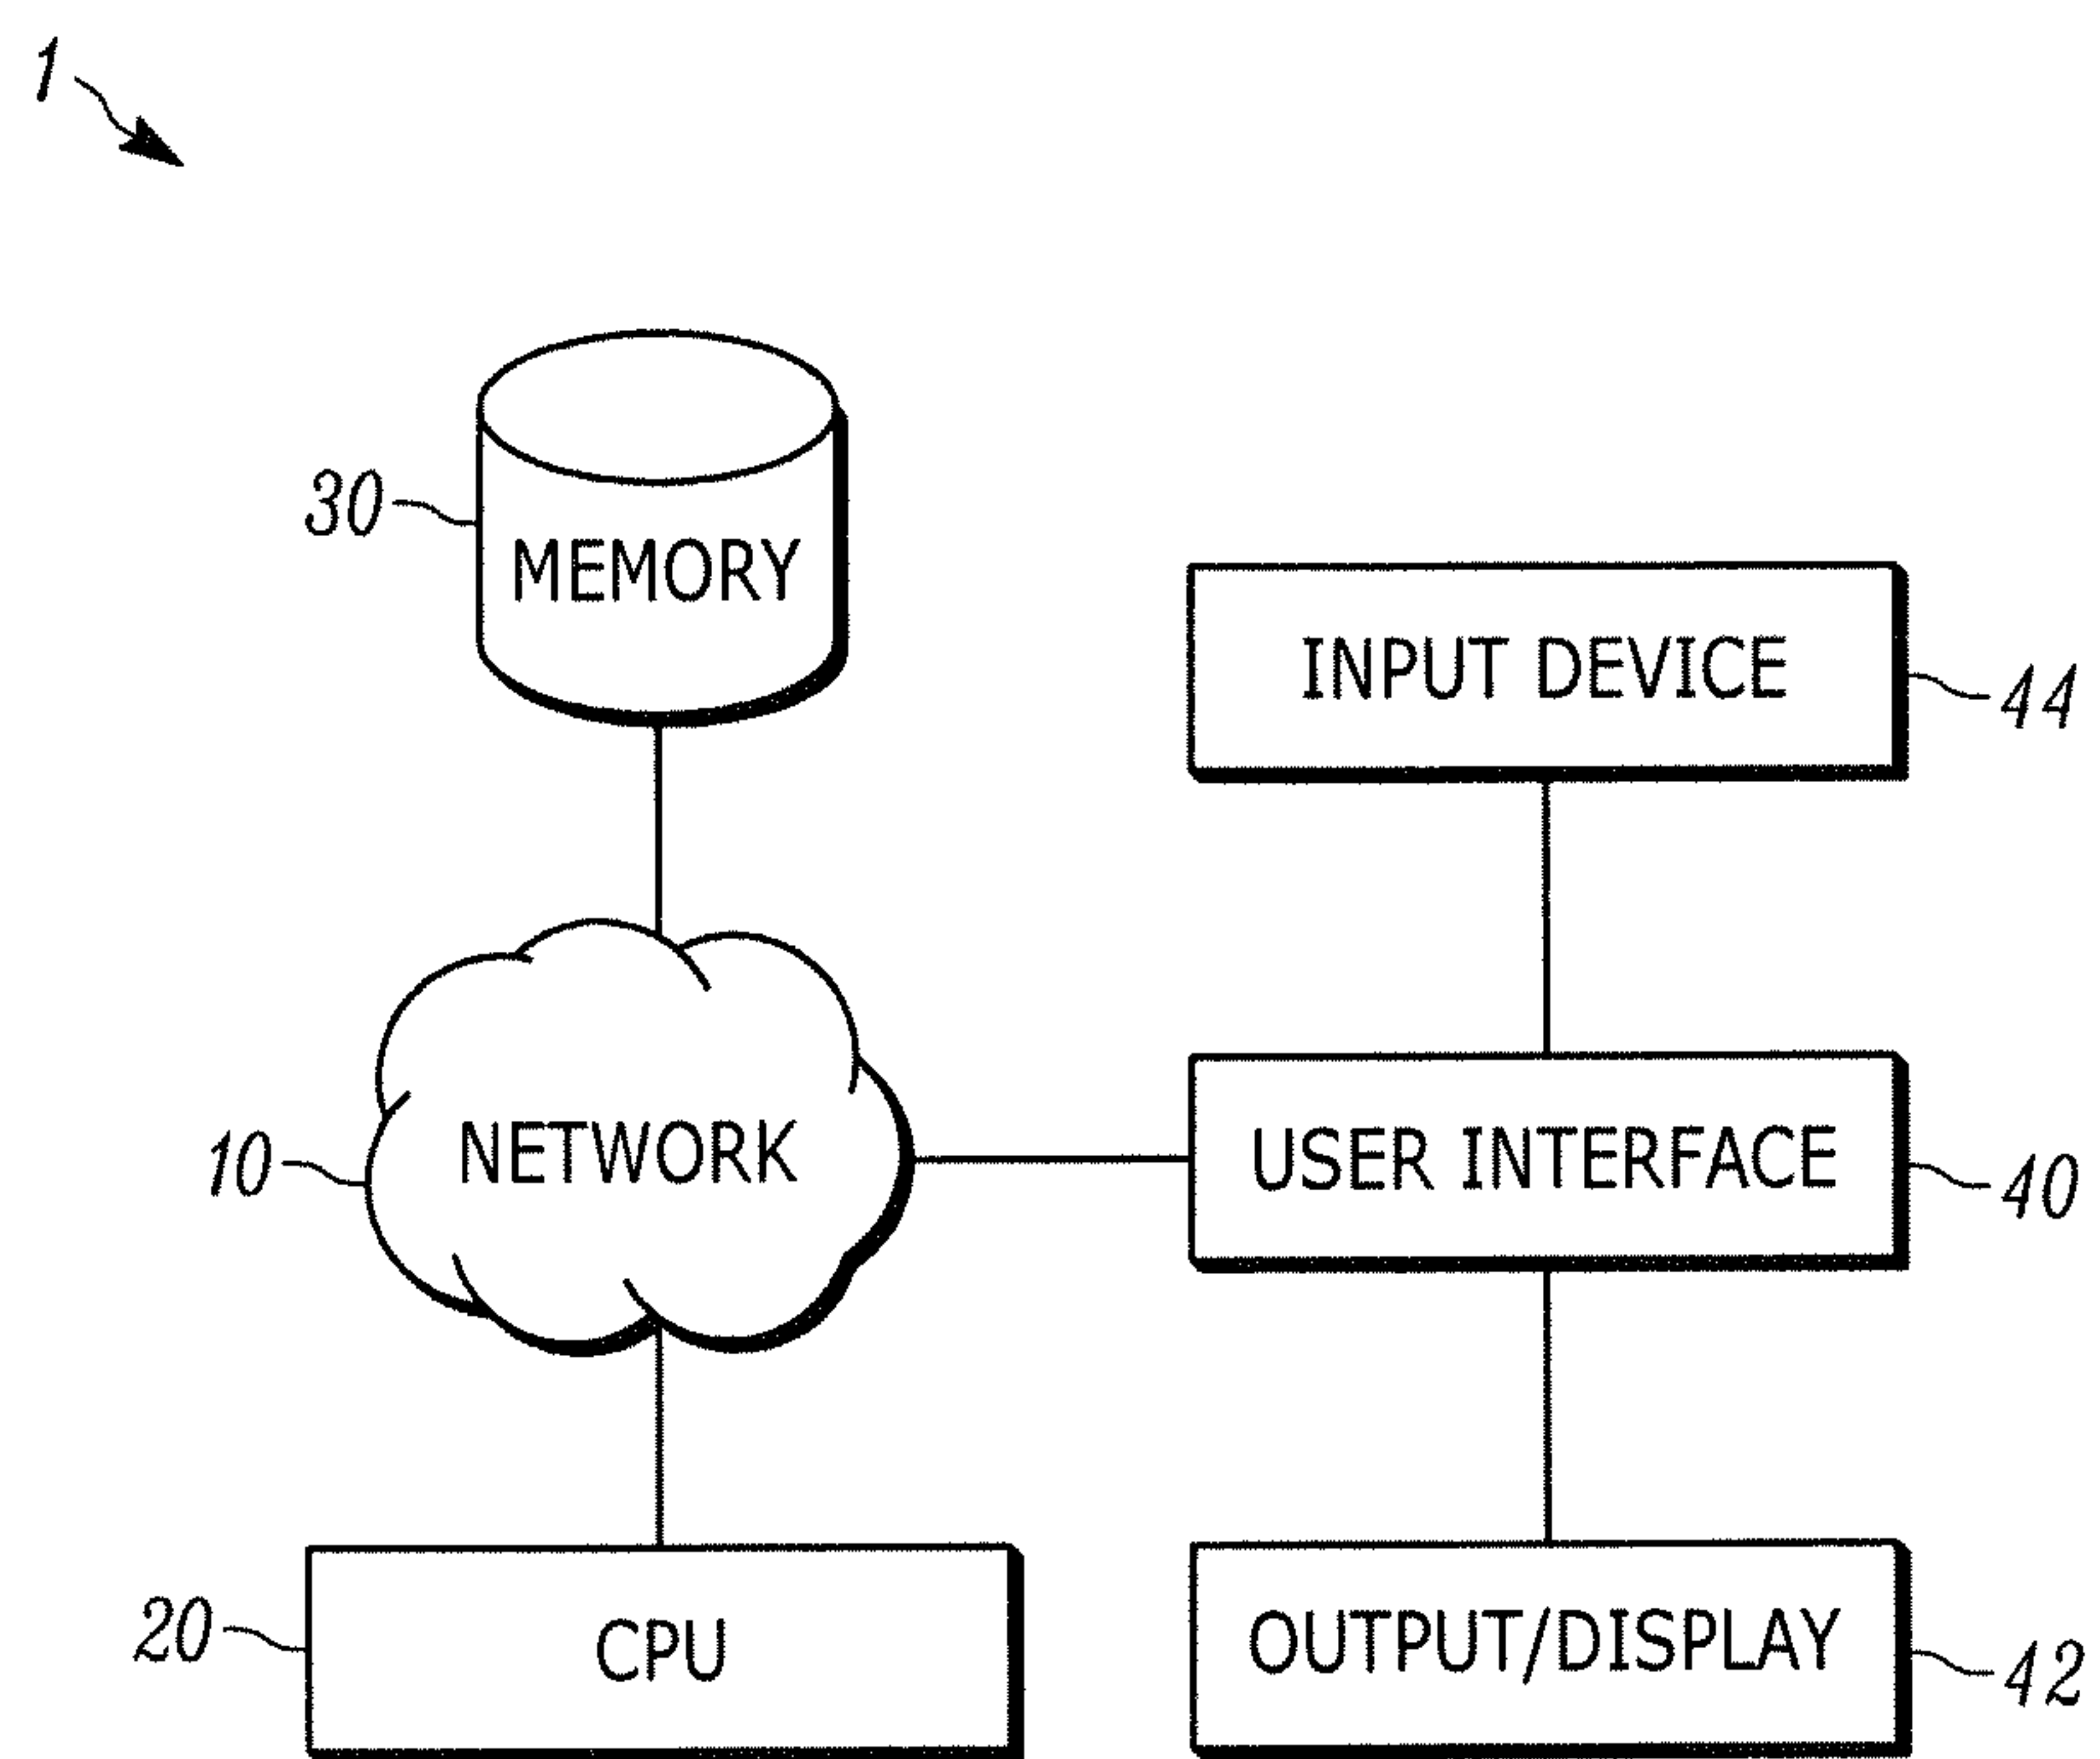 1
30
MEMORY
INPUT DEVICE
44
10
NETWORK
USER INTERFACE
40
20
CPU
OUTPUT/DISPLAY
42